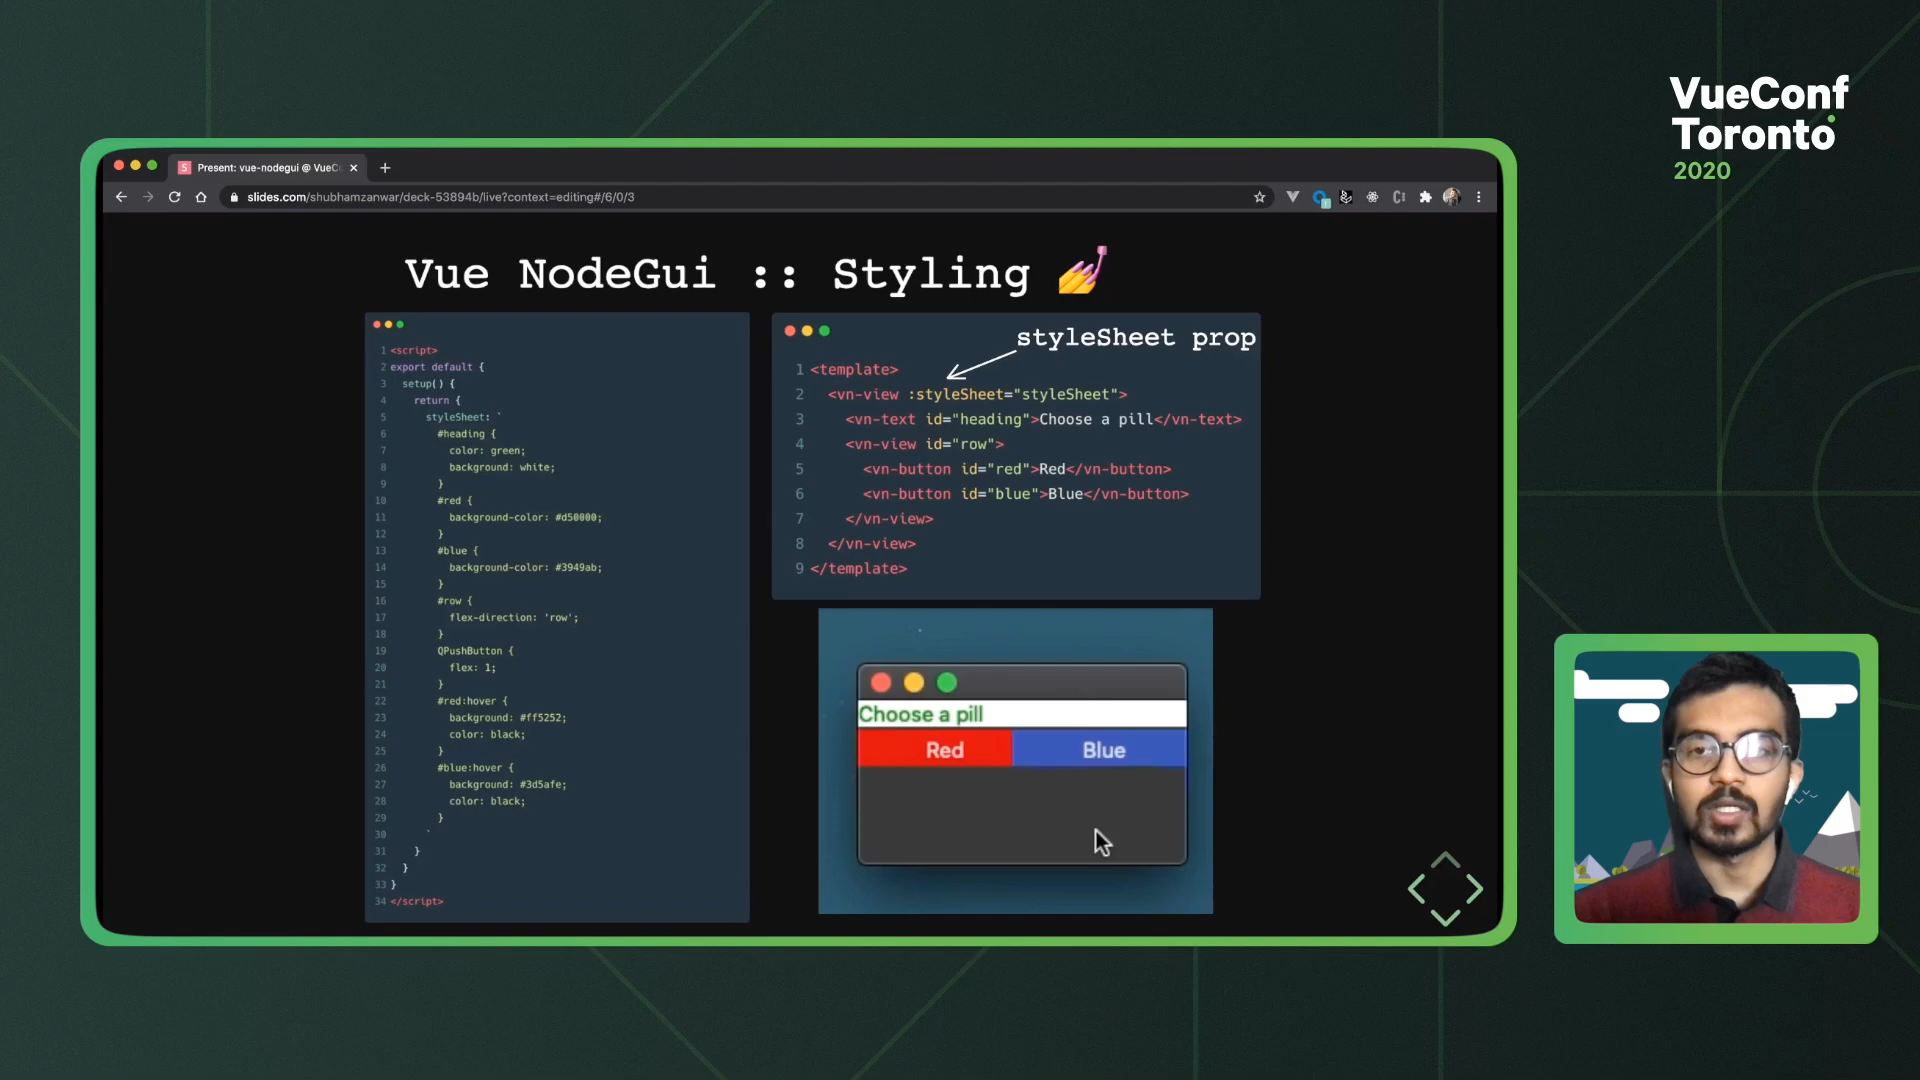 VueConf
Toronto
2020
S Present: vue-nodegui @ VueC
slides.com/shubhamzanwar/deck-53894b/live?context=editing#/6/0/3
Vue NodeGui :: Styling 💅
1 <script>
2 export default {
3 setup() {
4 return {
5 styleSheet: `
6 #heading {
7 color: green;
8 background: white;
9 }
10 #red {
11 background-color: #d50000;
12 }
13 #blue {
14 background-color: #3949ab;
15 }
16 #row {
17 flex-direction: 'row';
18 }
19 QPushButton {
20 flex: 1;
21 }
22 #red:hover {
23 background: #ff5252;
24 color: black;
25 }
26 #blue:hover {
27 background: #3d5afe;
28 color: black;
29 }
30 `
31 }
32 }
33 }
34 </script>
styleSheet prop
1 <template>
2 <vn-view :styleSheet="styleSheet">
3 <vn-text id="heading">Choose a pill</vn-text>
4 <vn-view id="row">
5 <vn-button id="red">Red</vn-button>
6 <vn-button id="blue">Blue</vn-button>
7 </vn-view>
8 </vn-view>
9 </template>
Choose a pill
Red Blue